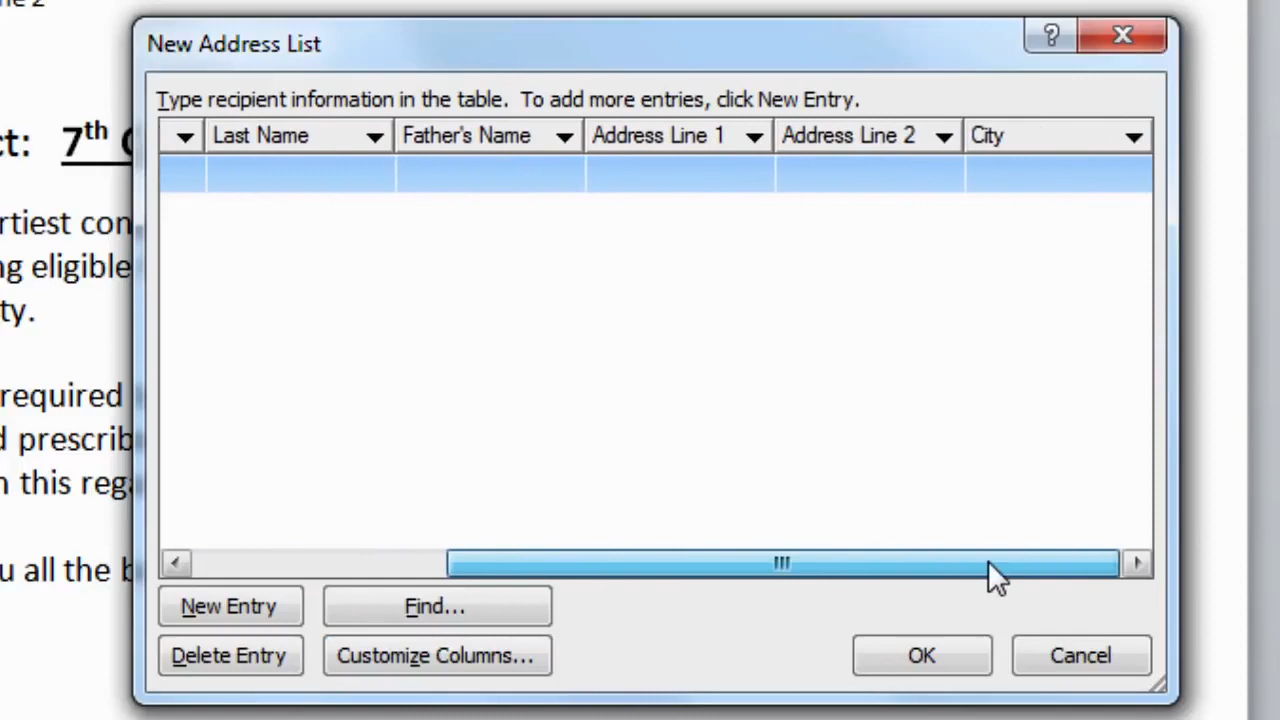 New Address List
Type recipient information in the table. To add more entries, click New Entry.
Last Name Father's Name Address Line 1 Address Line 2 City
ct: 7th
rtiest con
ng eligible
ty.
required
d prescrib
n this rega
u all the b
New Entry Find...
Delete Entry Customize Columns... OK Cancel